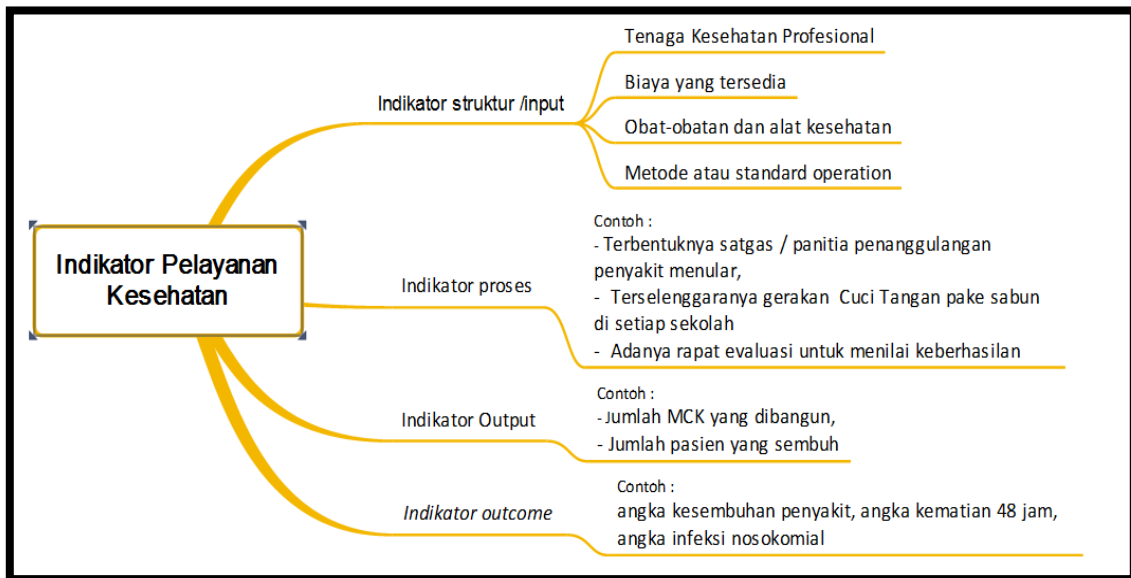 Indikator Pelayanan
Kesehatan
Indikator struktur /input
Tenaga Kesehatan Profesional
Biaya yang tersedia
Obat-obatan dan alat kesehatan
Metode atau standard operation
Indikator proses
Contoh :
- Terbentuknya satgas / panitia penanggulangan
penyakit menular,
- Terselenggaranya gerakan Cuci Tangan pake sabun
di setiap sekolah
- Adanya rapat evaluasi untuk menilai keberhasilan
Indikator Output
Contoh :
- Jumlah MCK yang dibangun,
- Jumlah pasien yang sembuh
Indikator outcome
Contoh :
angka kesembuhan penyakit, angka kematian 48 jam,
angka infeksi nosokomial